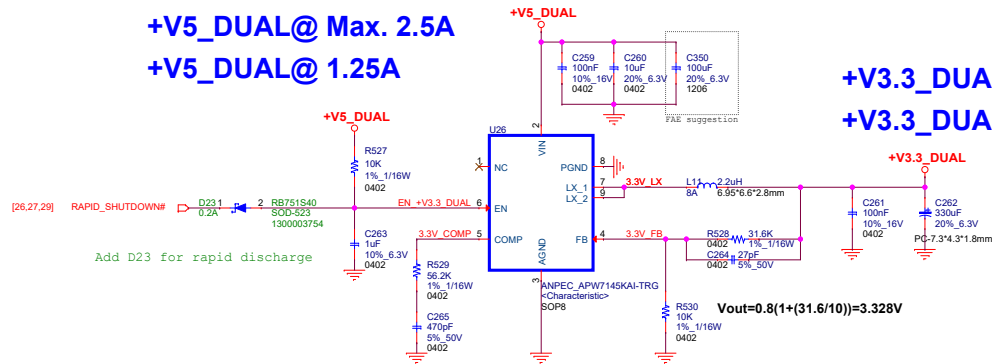 +V5_DUAL@ Max. 2.5A
+V5_DUAL@ 1.25A
+V5_DUAL
C259
100nF
10%_16V
0402
C260
10uF
20%_6.3V
0402
C350
100uF
20%_6.3V
1206
FAE suggestion
+V3.3_DUA
+V3.3_DUA
+V5_DUAL
R527
10K
1%_1/16W
0402
U26
2
VIN
1
NC
PGND
8
LX_1
7
LX_2
9
3.3V_LX
L11
2.2uH
8A
6.95*6.6*2.8mm
+V3.3_DUAL
[26,27,29]
RAPID_SHUTDOWN#
D23
1
2
0.2A
RB751S40
SOD-523
1300003754
EN_+V3.3_DUAL
6
EN
C263
1uF
10%_6.3V
0402
Add D23 for rapid discharge
3.3V_COMP
5
COMP
AGND
3
FB
4
3.3V_FB
R528
31.6K
0402
1%_1/16W
C264
27pF
0402
5%_50V
C261
100nF
10%_16V
0402
C262
330uF
20%_6.3V
PC-7.3*4.3*1.8mm
R529
56.2K
1%_1/16W
0402
C265
470pF
5%_50V
0402
ANPEC_APW7145KAI-TRG
<Characteristic>
SOP8
R530
10K
1%_1/16W
0402
Vout=0.8(1+(31.6/10))=3.328V